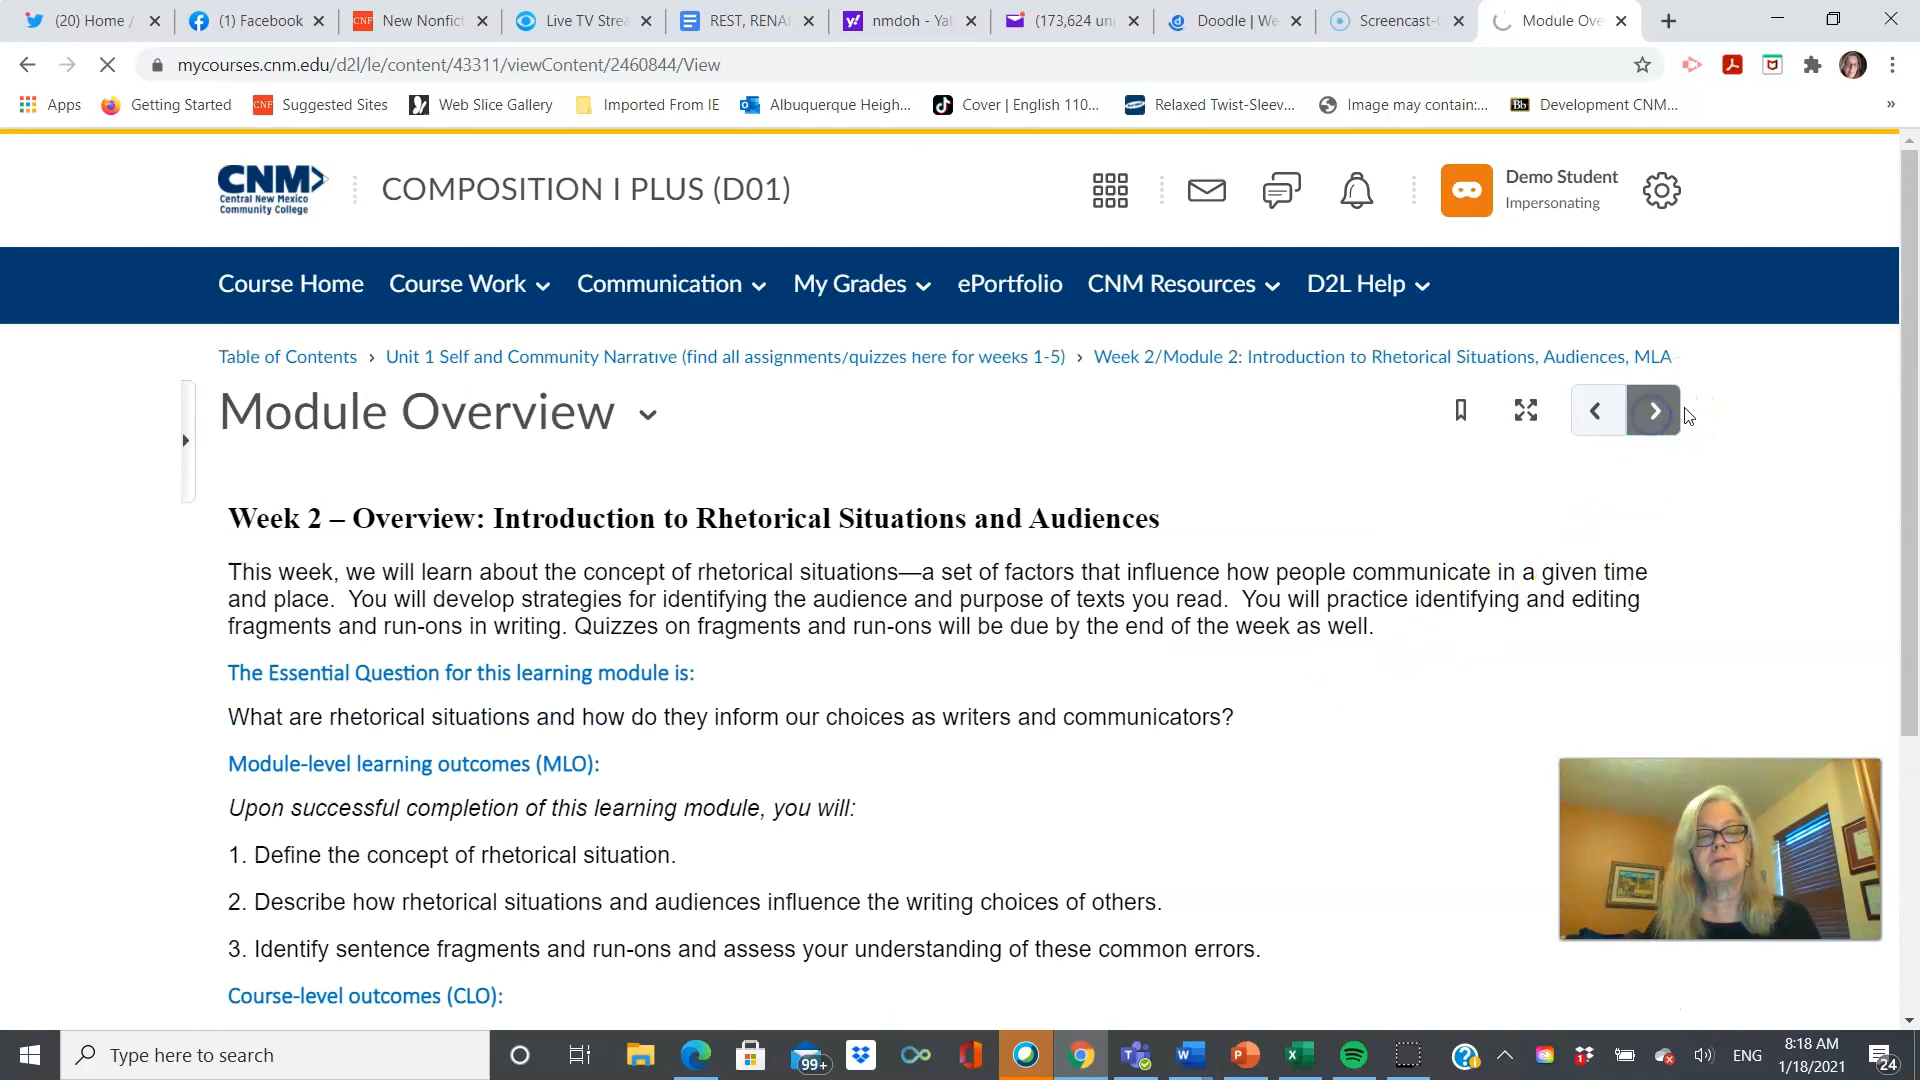 (20) Home /
(1) Facebook
New Nonfict
Live TV Strea
REST, RENA
nmdoh - Yah
(173,624 unr
Doodle | We
Screencast-O
Module Ove
mycourses.cnm.edu/d2l/le/content/43311/viewContent/2460844/View
Apps
Getting Started
Suggested Sites
Web Slice Gallery
Imported From IE
Albuquerque Heigh...
Cover | English 110...
Relaxed Twist-Sleev...
Image may contain:...
Development CNM...
CNM
Central New Mexico
Community College
COMPOSITION I PLUS (D01)
Demo Student
Impersonating
Course Home
Course Work
Communication
My Grades
ePortfolio
CNM Resources
D2L Help
Table of Contents › Unit 1 Self and Community Narrative (find all assignments/quizzes here for weeks 1-5) › Week 2/Module 2: Introduction to Rhetorical Situations, Audiences, MLA
Module Overview
Week 2 – Overview: Introduction to Rhetorical Situations and Audiences
This week, we will learn about the concept of rhetorical situations—a set of factors that influence how people communicate in a given time
and place.  You will develop strategies for identifying the audience and purpose of texts you read.  You will practice identifying and editing
fragments and run-ons in writing. Quizzes on fragments and run-ons will be due by the end of the week as well.
The Essential Question for this learning module is:
What are rhetorical situations and how do they inform our choices as writers and communicators?
Module-level learning outcomes (MLO):
Upon successful completion of this learning module, you will:
1. Define the concept of rhetorical situation.
2. Describe how rhetorical situations and audiences influence the writing choices of others.
3. Identify sentence fragments and run-ons and assess your understanding of these common errors.
Course-level outcomes (CLO):
Type here to search
99+
ENG
8:18 AM
1/18/2021
24